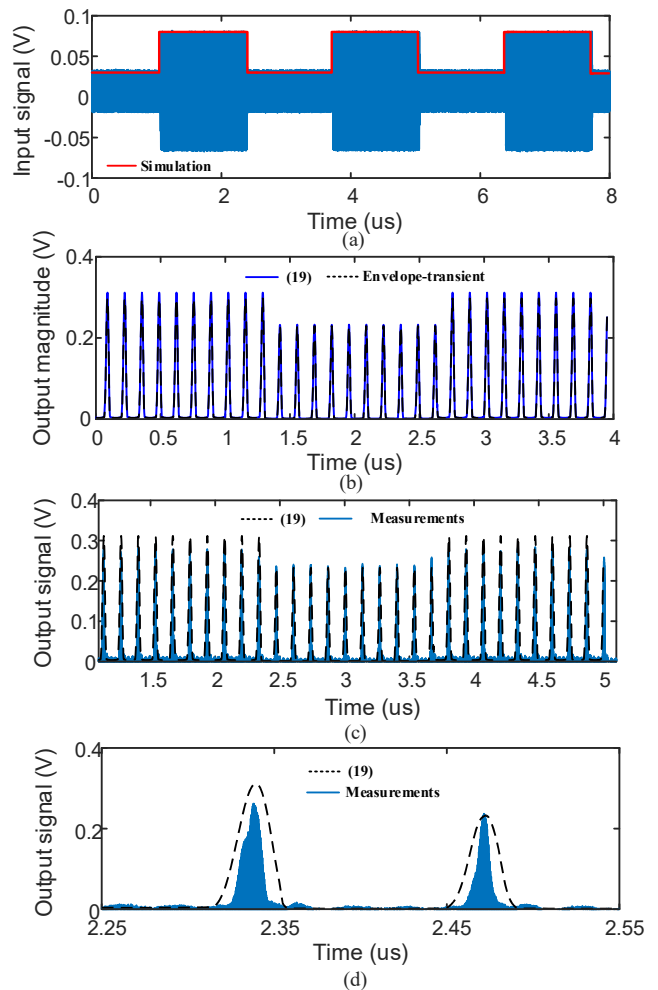 0.1
0.05
0
-0.05
-0.1
Input signal (V)
Simulation
0 2 4 6 8
Time (us)
(a)
0.4
0.2
0
Output magnitude (V)
(19) Envelope-transient
0 0.5 1 1.5 2 2.5 3 3.5 4
Time (us)
(b)
0.4
0.3
0.2
0.1
0
Output signal (V)
(19) Measurements
1.5 2 2.5 3 3.5 4 4.5 5
Time (us)
(c)
0.4
0.2
0
Output signal (V)
(19)
Measurements
2.25 2.35 2.45 2.55
Time (us)
(d)